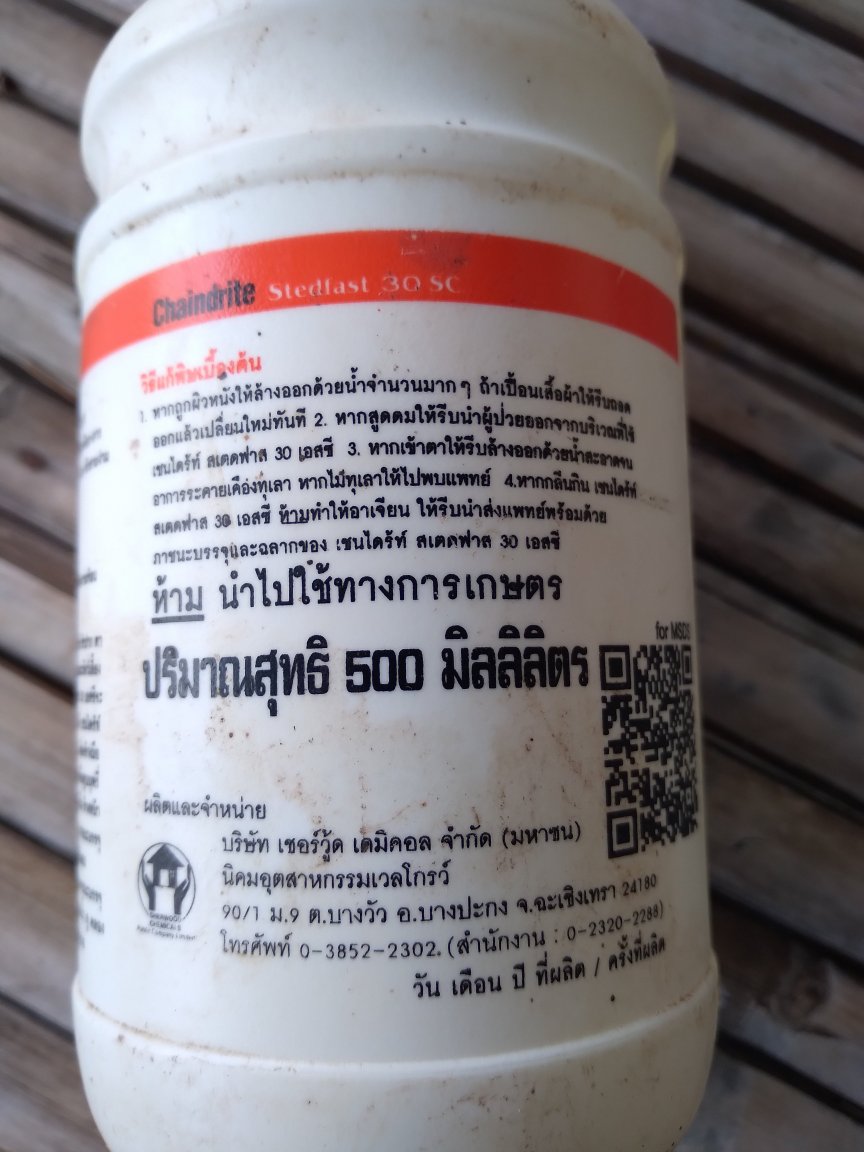 Chaindrite Stedfast 30 SC
วิธีแก้พิษเบื้องต้น
1. หากถูกผิวหนังให้ล้างออกด้วยน้ำจำนวนมาก ๆ ถ้าเปื้อนเสื้อผ้าให้รีบถอด
ออกแล้วเปลี่ยนใหม่ทันที 2. หากสูดดมให้รีบนำผู้ป่วยออกจากบริเวณที่ใช้
เชนไดร้ท์ สเตดฟาส 30 เอสซี 3. หากเข้าตาให้รีบล้างออกด้วยน้ำสะอาดจน
อาการระคายเคืองทุเลา หากไม่ทุเลาให้ไปพบแพทย์ 4.หากกลืนกิน เชนไดร้ท์
สเตดฟาส 30 เอสซี ห้ามทำให้อาเจียน ให้รีบนำส่งแพทย์พร้อมด้วย
ภาชนะบรรจุและฉลากของ เชนไดร้ท์ สเตดฟาส 30 เอสซี
ห้าม นำไปใช้ทางการเกษตร
for MSDS
ปริมาณสุทธิ 500 มิลลิลิตร
ผลิตและจำหน่าย
บริษัท เชอร์วู้ด เคมิคอล จำกัด (มหาชน)
นิคมอุตสาหกรรมเวลโกรว์
90/1 ม.9 ต.บางวัว อ.บางปะกง จ.ฉะเชิงเทรา 24180
โทรศัพท์ 0-3852-2302. (สำนักงาน : 0-2320-2288)
วัน เดือน ปี ที่ผลิต / ครั้งที่ผลิต
SHERWOOD
CHEMICALS
Public Company Limited